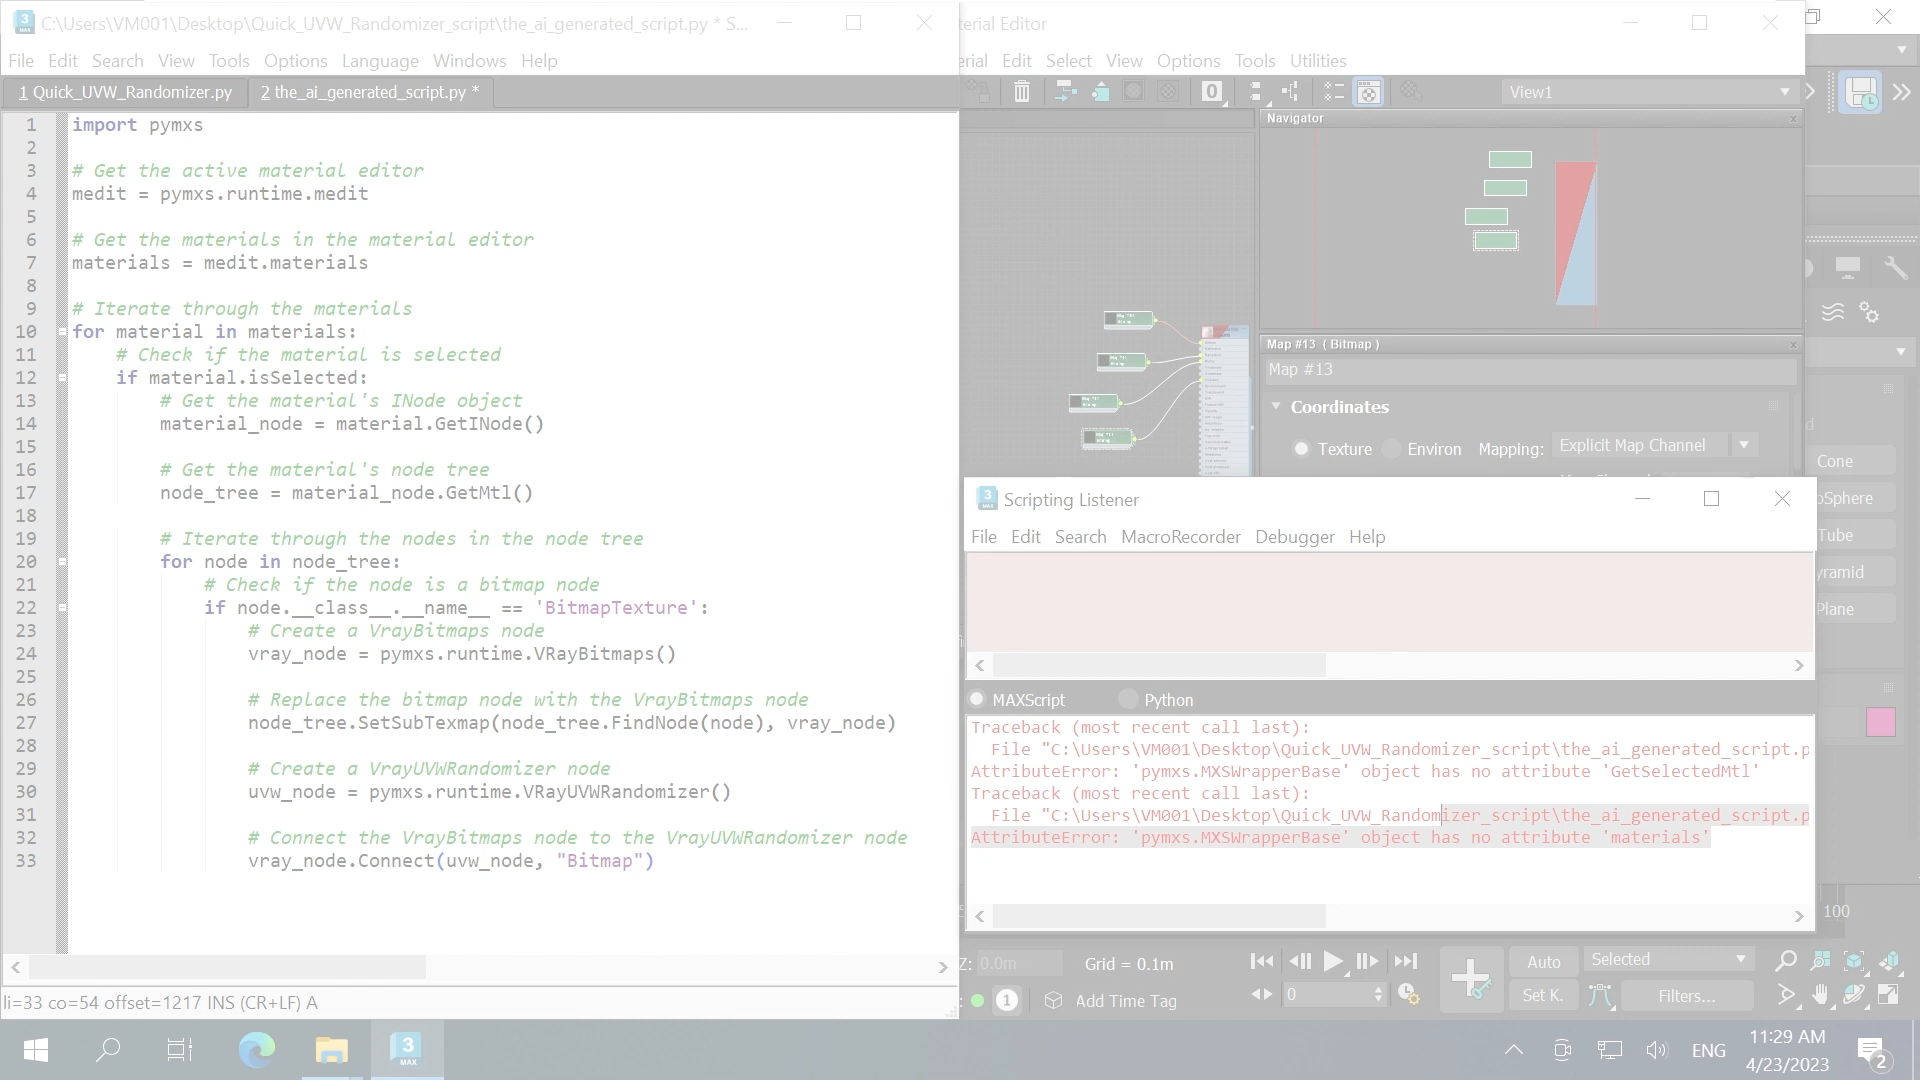 C:\Users\VM001\Desktop\Quick_UVW_Randomizer_script\the_ai_generated_script.py * S...
File Edit Search View Tools Options Language Windows Help
1 Quick_UVW_Randomizer.py
2 the_ai_generated_script.py *
1 import pymxs
2
3 # Get the active material editor
4 medit = pymxs.runtime.medit
5
6 # Get the materials in the material editor
7 materials = medit.materials
8
9 # Iterate through the materials
10 for material in materials:
11 # Check if the material is selected
12 if material.isSelected:
13 # Get the material's INode object
14 material_node = material.GetINode()
15
16 # Get the material's node tree
17 node_tree = material_node.GetMtl()
18
19 # Iterate through the nodes in the node tree
20 for node in node_tree:
21 # Check if the node is a bitmap node
22 if node.__class__.__name__ == 'BitmapTexture':
23 # Create a VrayBitmaps node
24 vray_node = pymxs.runtime.VRayBitmaps()
25
26 # Replace the bitmap node with the VrayBitmaps node
27 node_tree.SetSubTexmap(node_tree.FindNode(node), vray_node)
28
29 # Create a VrayUVWRandomizer node
30 uvw_node = pymxs.runtime.VRayUVWRandomizer()
31
32 # Connect the VrayBitmaps node to the VrayUVWRandomizer node
33 vray_node.Connect(uvw_node, "Bitmap")
li=33 co=54 offset=1217 INS (CR+LF) A
terial Editor
erial Edit Select View Options Tools Utilities
0
View1
Navigator
Map #13 ( Bitmap )
Map #13
Coordinates
Texture Environ Mapping: Explicit Map Channel
Cone
oSphere
Tube
yramid
Plane
Scripting Listener
File Edit Search MacroRecorder Debugger Help
MAXScript Python
Traceback (most recent call last):
File "C:\Users\VM001\Desktop\Quick_UVW_Randomizer_script\the_ai_generated_script.p
AttributeError: 'pymxs.MXSWrapperBase' object has no attribute 'GetSelectedMtl'
Traceback (most recent call last):
File "C:\Users\VM001\Desktop\Quick_UVW_Randomizer_script\the_ai_generated_script.p
AttributeError: 'pymxs.MXSWrapperBase' object has no attribute 'materials'
100
Z: 0.0m Grid = 0.1m
Auto Selected
1 Add Time Tag
0
Set K. Filters...
3 MAX
ENG
11:29 AM
4/23/2023
2